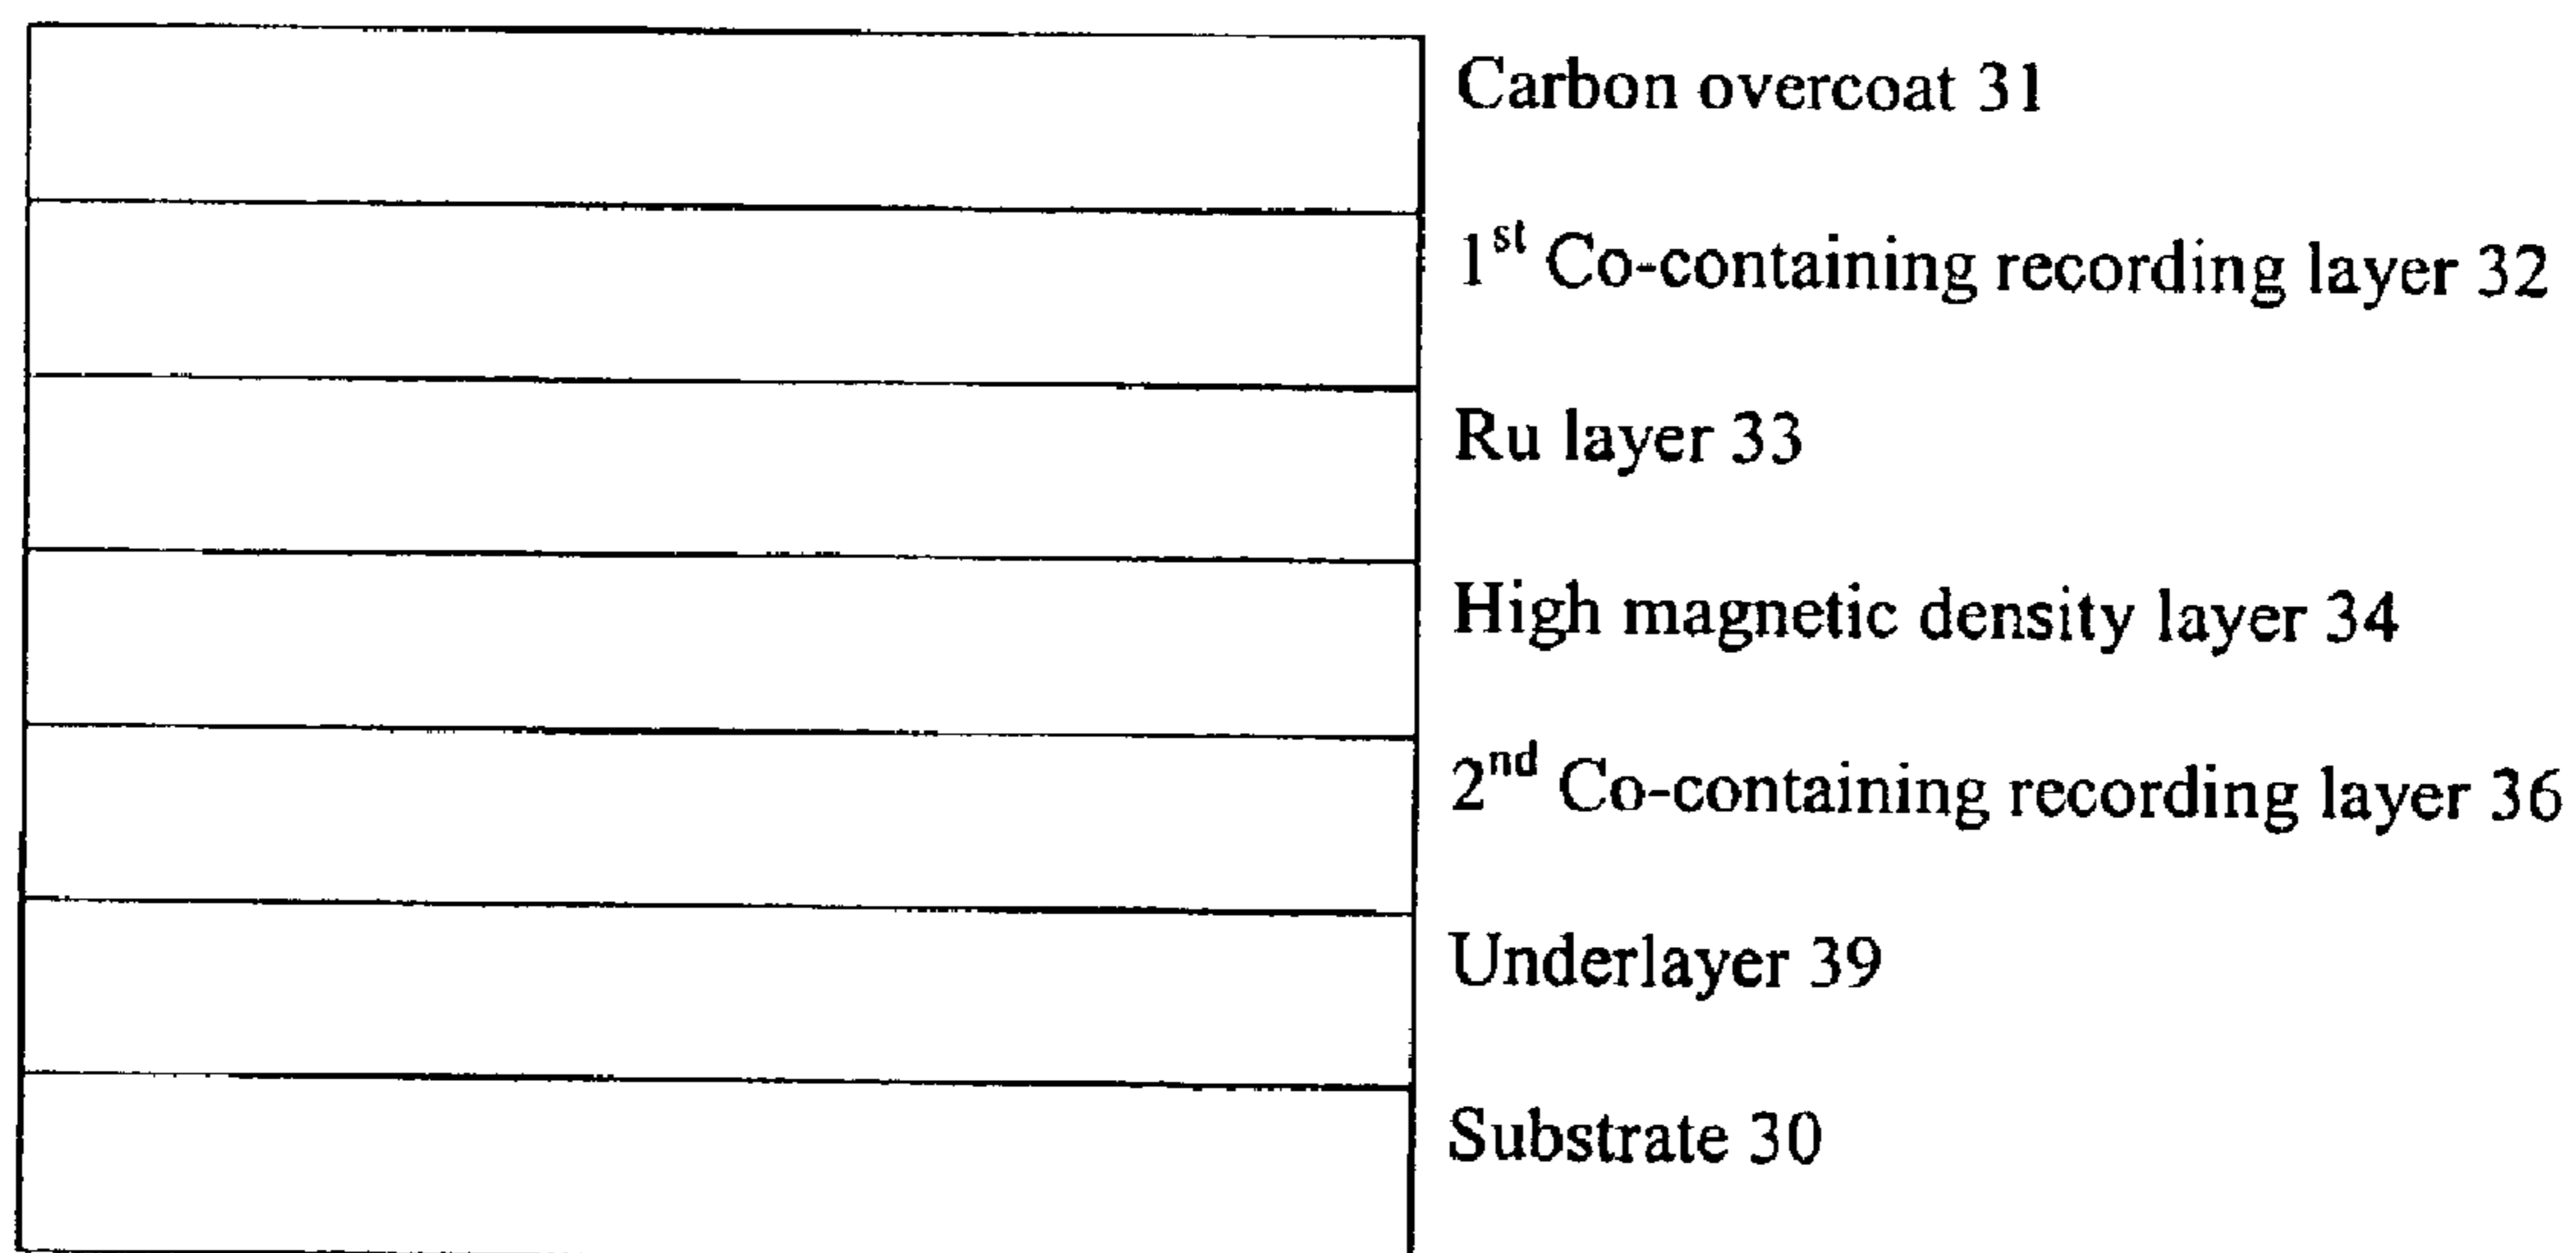 Carbon overcoat 31
1st Co-containing recording layer 32
Ru layer 33
High magnetic density layer 34
2nd Co-containing recording layer 36
Underlayer 39
Substrate 30